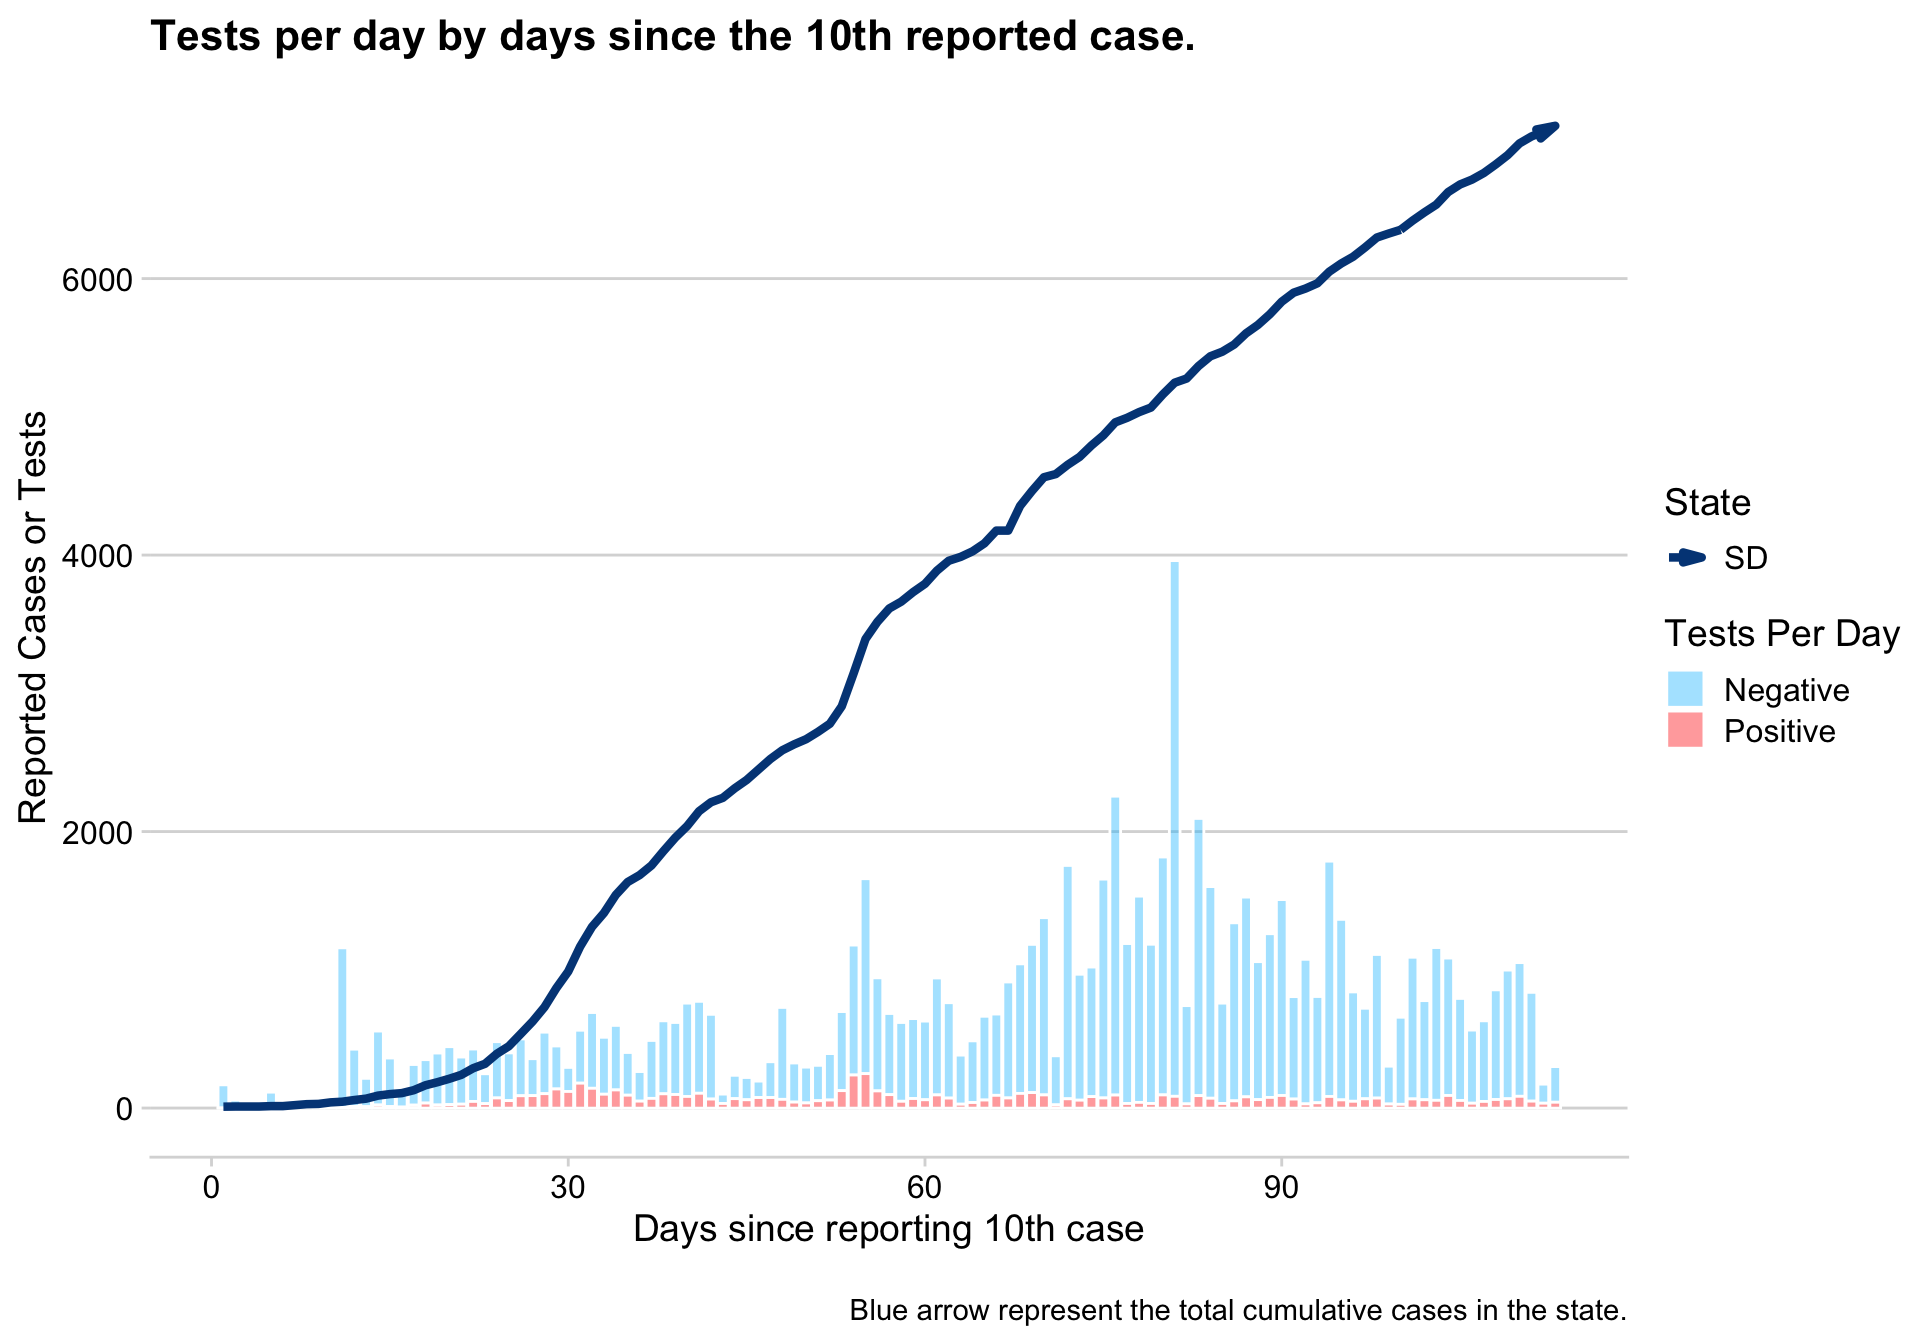 Tests per day by days since the 10th reported case.
6000
4000
2000
0
Reported Cases or Tests
0
30
60
90
Days since reporting 10th case
State
SD
Tests Per Day
Negative
Positive
Blue arrow represent the total cumulative cases in the state.